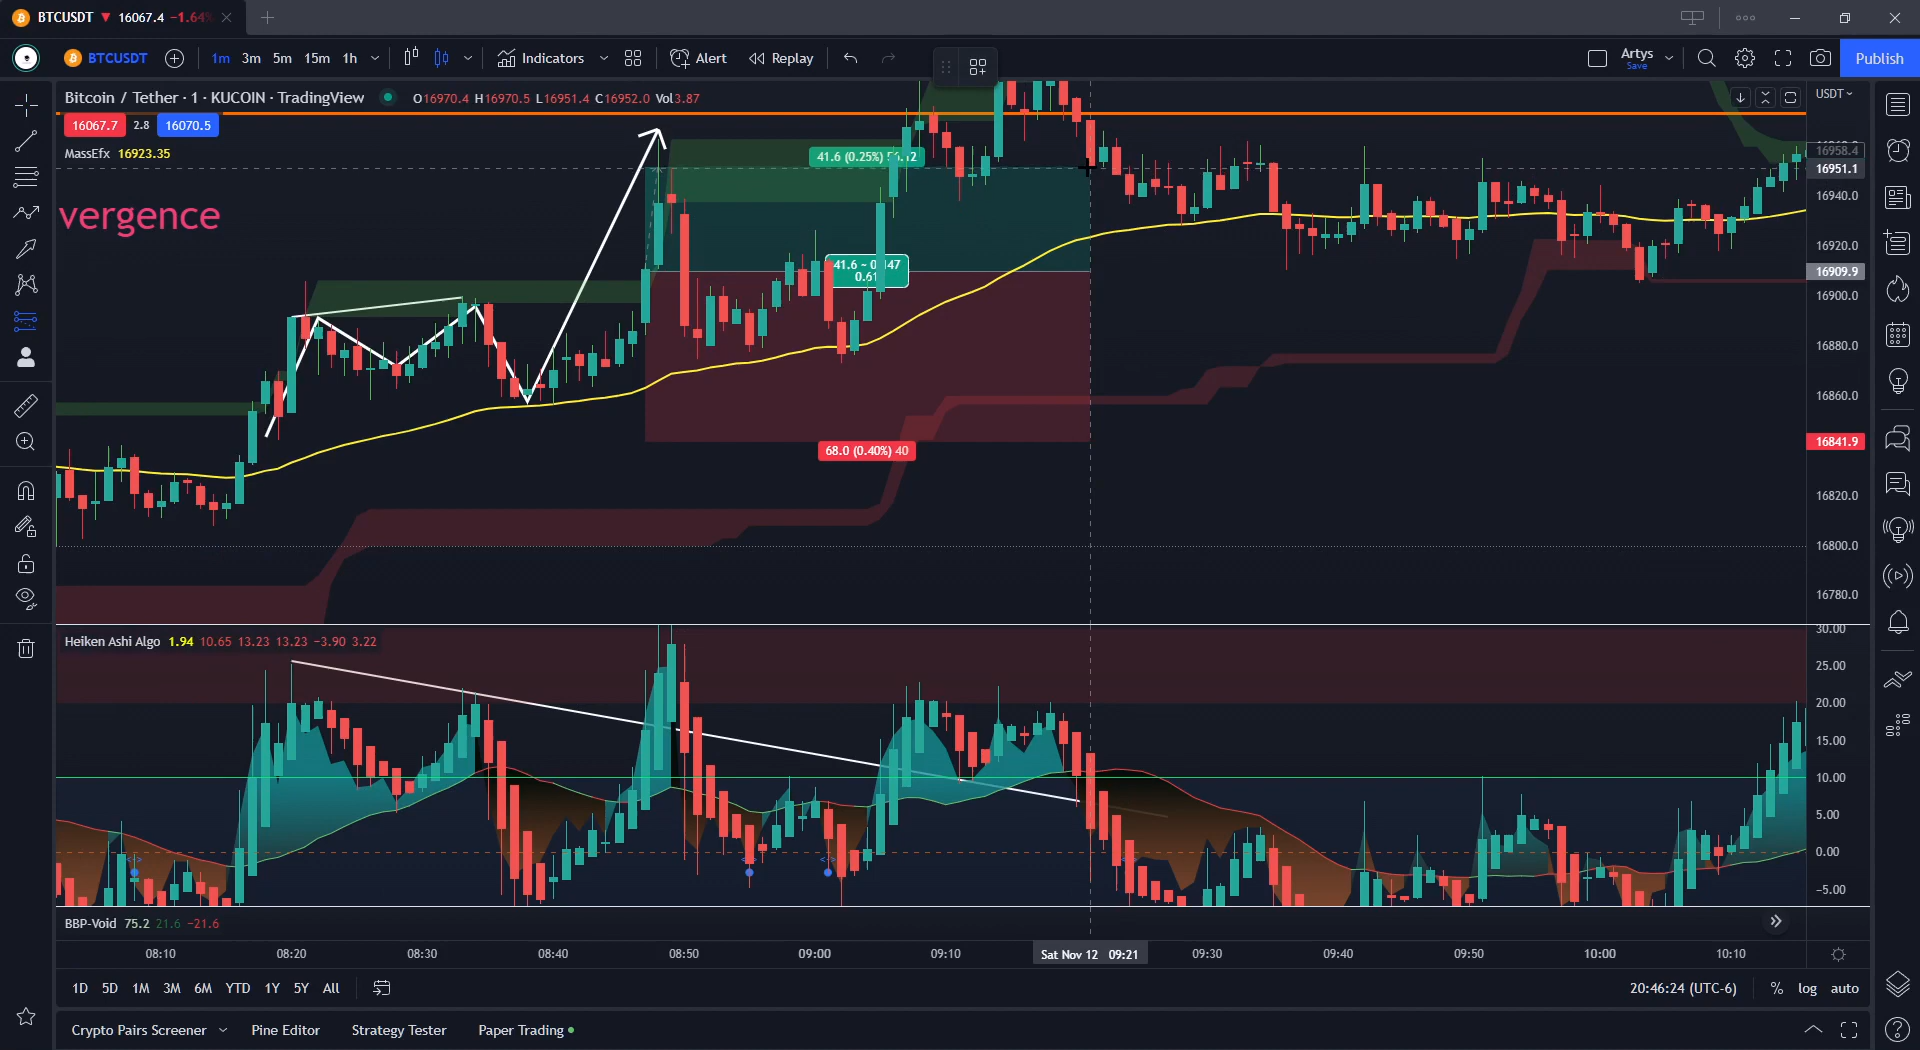 BTCUSDT ▼ 16067.4 −1.64%
BTCUSDT 1m 3m 5m 15m 1h Indicators Alert Replay Artys Publish
Save
Bitcoin / Tether · 1 · KUCOIN · TradingView O16970.4 H16970.5 L16951.4 C16952.0 Vol3.87
USDT
16067.7 2.8 16070.5
MassEfx 16923.35
vergence
41.6 (0.25%)
0.61
68.0 (0.40%) 40
16958.4
16951.1
16940.0
16920.0
16909.9
16900.0
16880.0
16860.0
16841.9
16820.0
16800.0
16780.0
Heiken Ashi Algo 1.94 10.65 13.23 13.23 −3.90 3.22
30.00
25.00
20.00
15.00
10.00
5.00
0.00
−5.00
BBP-Void 75.2 21.6 −21.6
08:10 08:20 08:30 08:40 08:50 09:00 09:10 Sat Nov 12 09:21 09:30 09:40 09:50 10:00 10:10
1D 5D 1M 3M 6M YTD 1Y 5Y All 20:46:24 (UTC-6) % log auto
Crypto Pairs Screener Pine Editor Strategy Tester Paper Trading